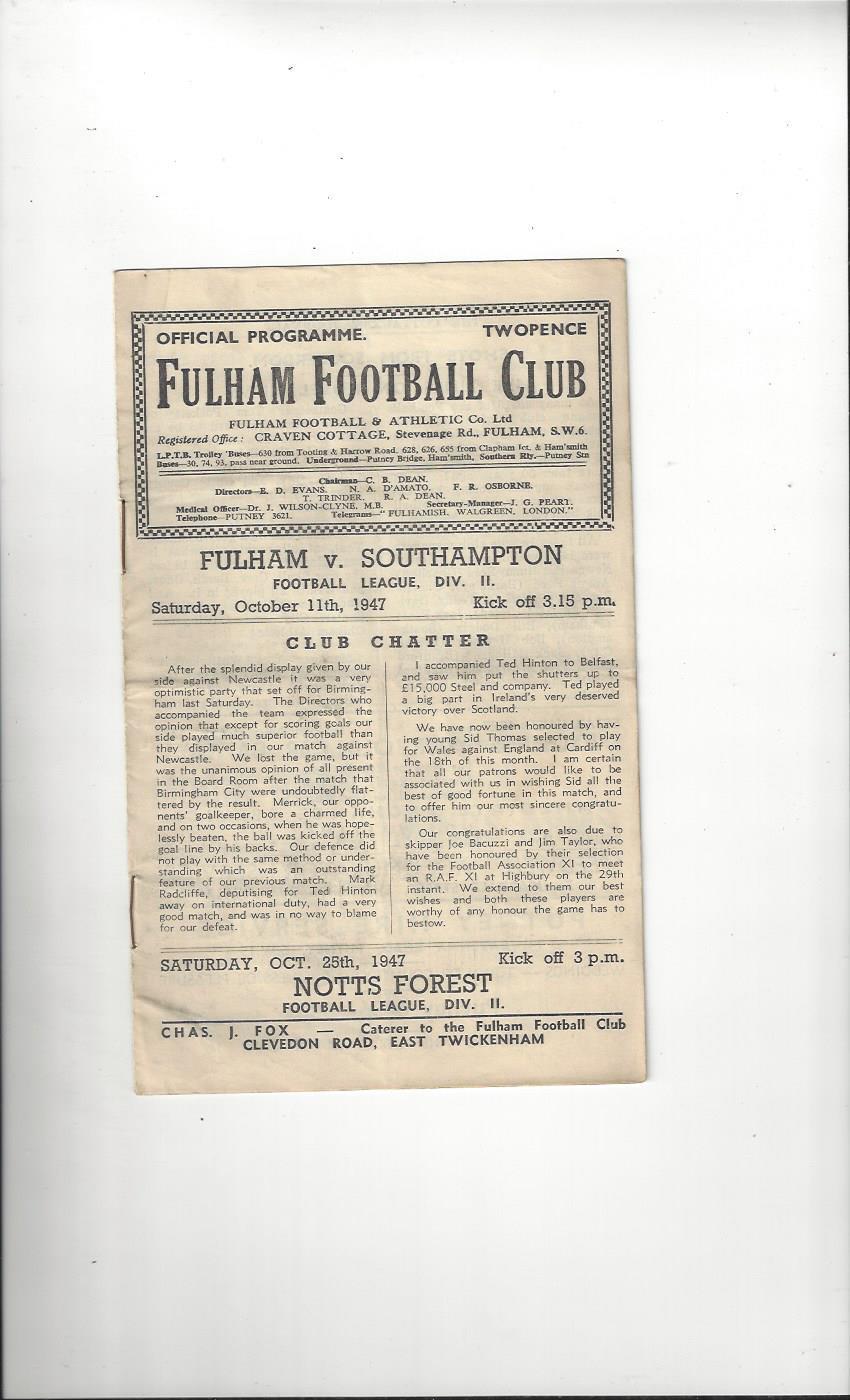 OFFICIAL PROGRAMME. TWOPENCE
FULHAM FOOTBALL CLUB
FULHAM FOOTBALL & ATHLETIC Co. Ltd
Registered Office: CRAVEN COTTAGE, Stevenage Rd., FULHAM, S.W.6.
L.P.T.B. Trolley 'Buses—630 from Tooting & Harrow Road, 628, 626, 655 from Clapham Jct. & Ham'smith
Buses—30, 74, 93, pass near ground. Underground—Putney Bridge, Ham'smith, Southern Rly.—Putney Stn
Chairman—C. B. DEAN.
Directors—E. D. EVANS. N. A. D'AMATO. F. R. OSBORNE.
T. TRINDER. R. A. DEAN.
Medical Officer—Dr. J. WILSON-CLYNE, M.B. Secretary-Manager—J. G. PEART.
Telephone—PUTNEY 3621. Telegrams—" FULHAMISH, WALGREEN, LONDON."
FULHAM v. SOUTHAMPTON
FOOTBALL LEAGUE, DIV. II.
Saturday, October 11th, 1947 Kick off 3.15 p.m.
CLUB CHATTER
After the splendid display given by our
side against Newcastle it was a very
optimistic party that set off for Birming-
ham last Saturday. The Directors who
accompanied the team expressed the
opinion that except for scoring goals our
side played much superior football than
they displayed in our match against
Newcastle. We lost the game, but it
was the unanimous opinion of all present
in the Board Room after the match that
Birmingham City were undoubtedly flat-
tered by the result. Merrick, our oppo-
nents' goalkeeper, bore a charmed life,
and on two occasions, when he was hope-
lessly beaten, the ball was kicked off the
goal line by his backs. Our defence did
not play with the same method or under-
standing which was an outstanding
feature of our previous match. Mark
Radcliffe, deputising for Ted Hinton
away on international duty, had a very
good match, and was in no way to blame
for our defeat.
I accompanied Ted Hinton to Belfast,
and saw him put the shutters up to
£15,000 Steel and company. Ted played
a big part in Ireland's very deserved
victory over Scotland.
We have now been honoured by hav-
ing young Sid Thomas selected to play
for Wales against England at Cardiff on
the 18th of this month. I am certain
that all our patrons would like to be
associated with us in wishing Sid all the
best of good fortune in this match, and
to offer him our most sincere congratu-
lations.
Our congratulations are also due to
skipper Joe Bacuzzi and Jim Taylor, who
have been honoured by their selection
for the Football Association XI to meet
an R.A.F. XI at Highbury on the 29th
instant. We extend to them our best
wishes and both these players are
worthy of any honour the game has to
bestow.
SATURDAY, OCT. 25th, 1947 Kick off 3 p.m.
NOTTS FOREST
FOOTBALL LEAGUE, DIV. II.
CHAS. J. FOX — Caterer to the Fulham Football Club
CLEVEDON ROAD, EAST TWICKENHAM